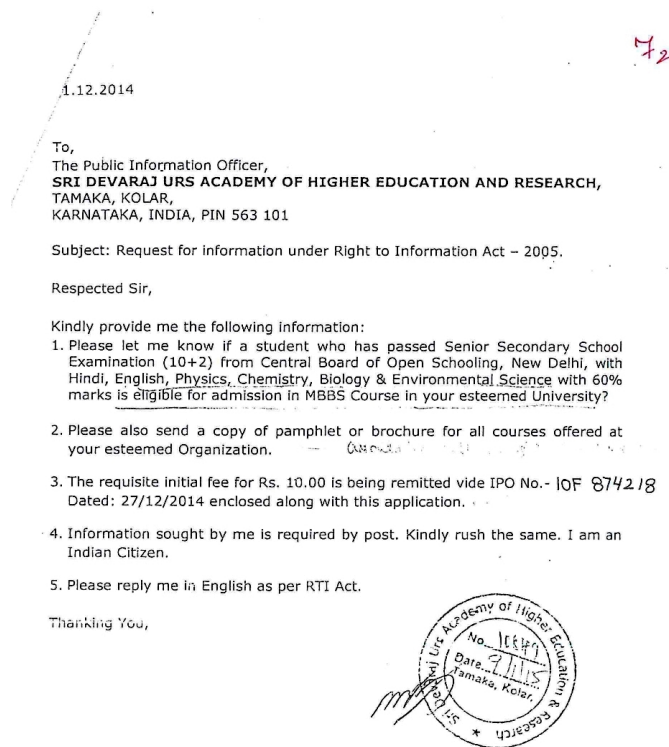 72
1.12.2014
To,
The Public Information Officer,
SRI DEVARAJ URS ACADEMY OF HIGHER EDUCATION AND RESEARCH,
TAMAKA, KOLAR,
KARNATAKA, INDIA, PIN 563 101
Subject: Request for information under Right to Information Act – 2005.
Respected Sir,
Kindly provide me the following information:
1. Please let me know if a student who has passed Senior Secondary School
Examination (10+2) from Central Board of Open Schooling, New Delhi, with
Hindi, English, Physics, Chemistry, Biology & Environmental Science with 60%
marks is eligible for admission in MBBS Course in your esteemed University?
2. Please also send a copy of pamphlet or brochure for all courses offered at
your esteemed Organization. –
3. The requisite initial fee for Rs. 10.00 is being remitted vide IPO No.- 10F 874218
Dated: 27/12/2014 enclosed along with this application.
4. Information sought by me is required by post. Kindly rush the same. I am an
Indian Citizen.
5. Please reply me in English as per RTI Act.
Thanking You,
Sri Devaraj Urs Academy of Higher Education & Research *
No.
Date. 9/1/15
Tamaka, Kolar.